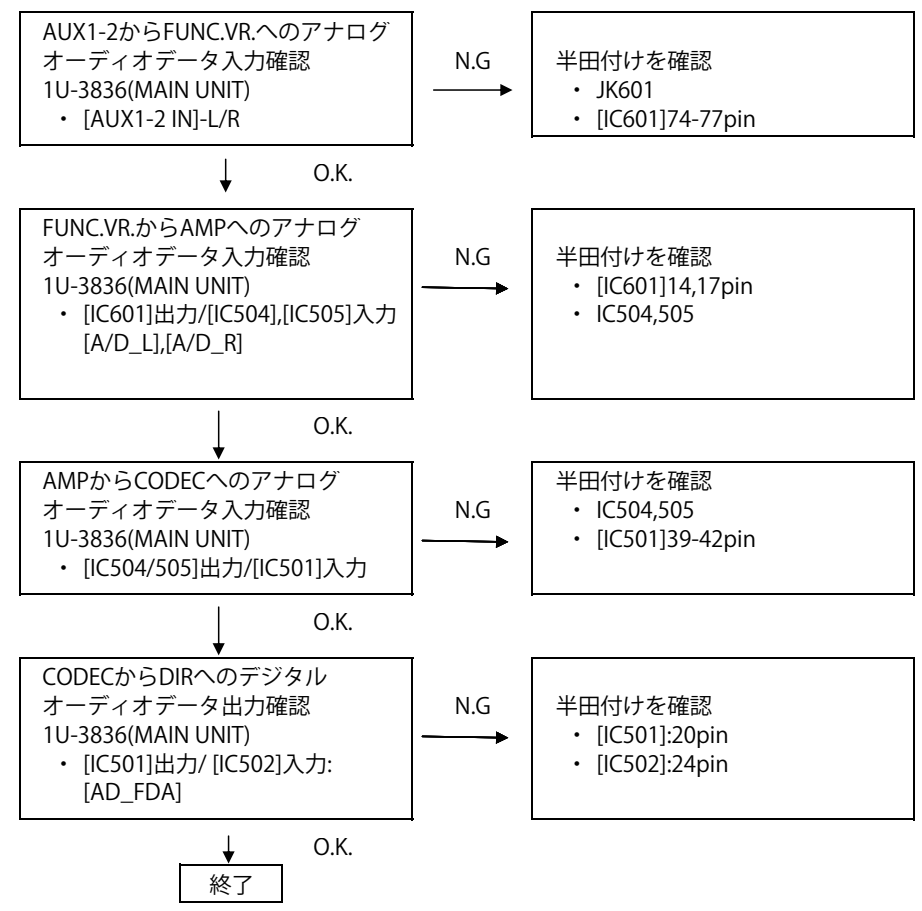 AUX1-2からFUNC.VR.へのアナログ
オーディオデータ入力確認
1U-3836(MAIN UNIT)
・ [AUX1-2 IN]-L/R
N.G
半田付けを確認
・ JK601
・ [IC601]74-77pin
O.K.
FUNC.VR.からAMPへのアナログ
オーディオデータ入力確認
1U-3836(MAIN UNIT)
・ [IC601]出力/[IC504],[IC505]入力
[A/D_L],[A/D_R]
N.G
半田付けを確認
・ [IC601]14,17pin
・ IC504,505
O.K.
AMPからCODECへのアナログ
オーディオデータ入力確認
1U-3836(MAIN UNIT)
・ [IC504/505]出力/[IC501]入力
N.G
半田付けを確認
・ IC504,505
・ [IC501]39-42pin
O.K.
CODECからDIRへのデジタル
オーディオデータ出力確認
1U-3836(MAIN UNIT)
・ [IC501]出力/ [IC502]入力:
[AD_FDA]
N.G
半田付けを確認
・ [IC501]:20pin
・ [IC502]:24pin
O.K.
終了